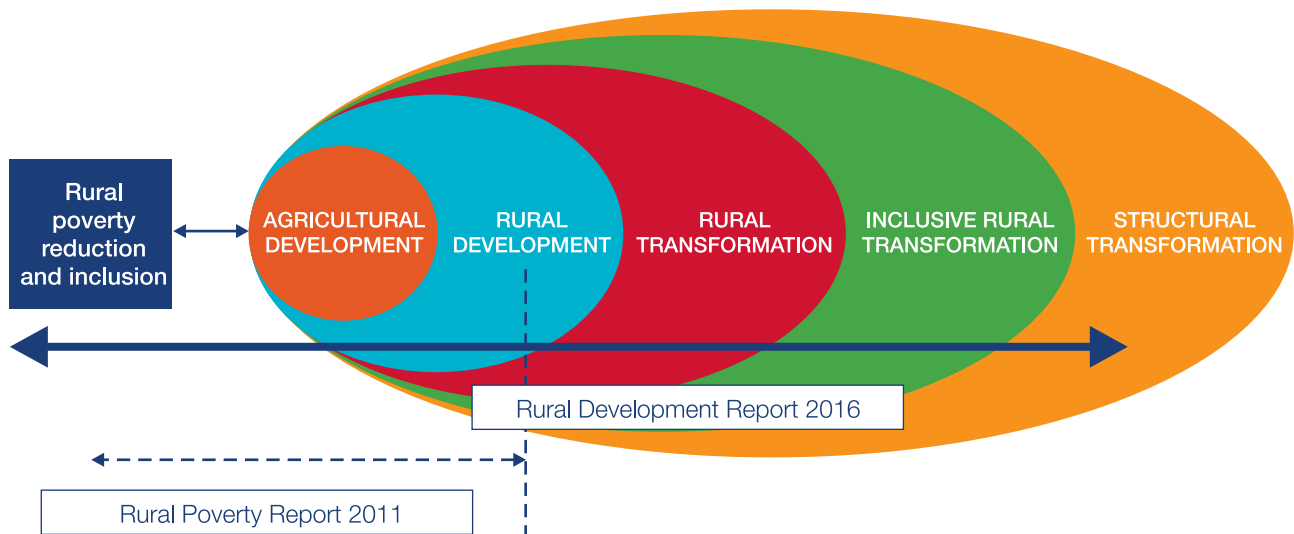 Rural
poverty
reduction
and inclusion
AGRICULTURAL
DEVELOPMENT
RURAL
DEVELOPMENT
RURAL
TRANSFORMATION
INCLUSIVE RURAL
TRANSFORMATION
STRUCTURAL
TRANSFORMATION
Rural Development Report 2016
Rural Poverty Report 2011